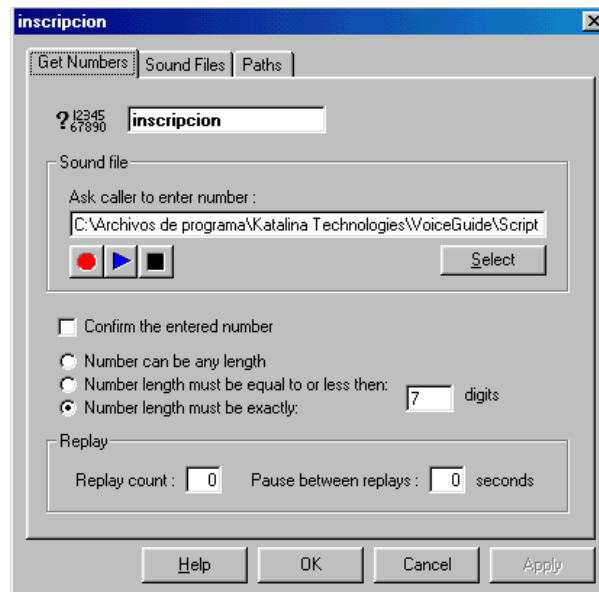 inscripcion
Get Numbers Sound Files Paths
?12345
67890
inscripcion
Sound file
Ask caller to enter number :
C:\Archivos de programa\Katalina Technologies\VoiceGuide\Script
Select
Confirm the entered number
Number can be any length
Number length must be equal to or less then:
7 digits
Number length must be exactly:
Replay
Replay count : 0 Pause between replays : 0 seconds
Help OK Cancel Apply